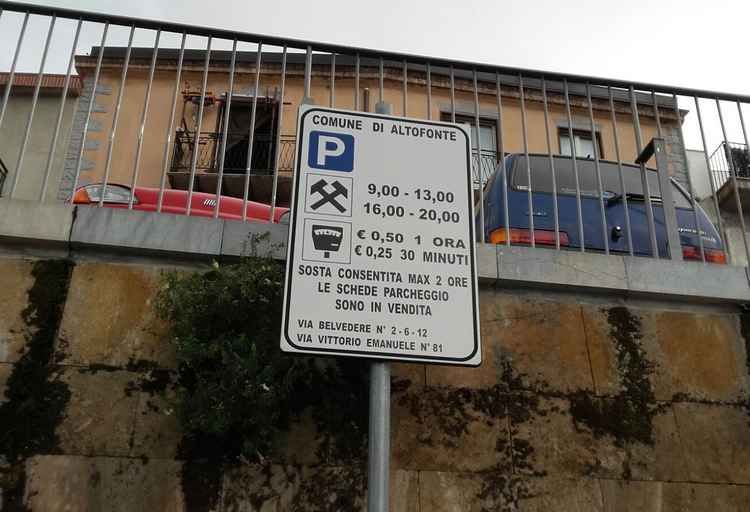 COMUNE DI ALTOFONTE
P
9,00 - 13,00
16,00 - 20,00
€ 0,50 1 ORA
€ 0,25 30 MINUTI
SOSTA CONSENTITA MAX 2 ORE
LE SCHEDE PARCHEGGIO
SONO IN VENDITA
VIA BELVEDERE N° 2-6-12
VIA VITTORIO EMANUELE N° 81